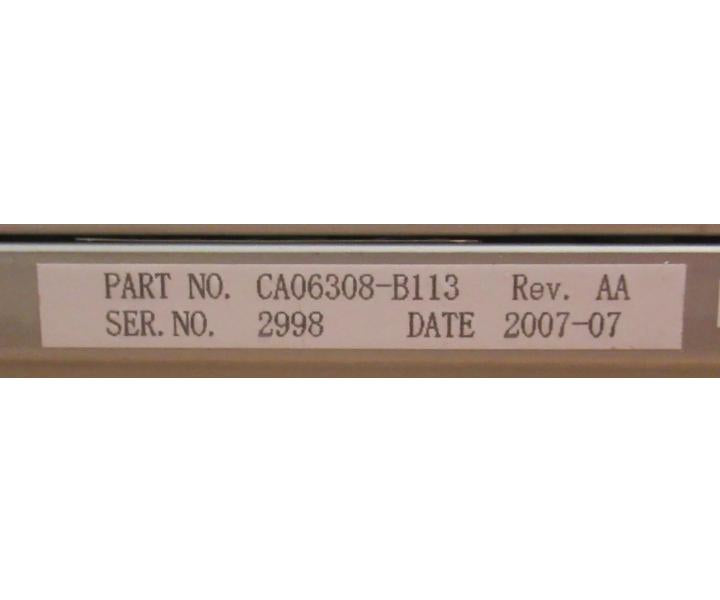 PART NO. CA06308-B113 Rev. AA
SER.NO. 2998 DATE 2007-07